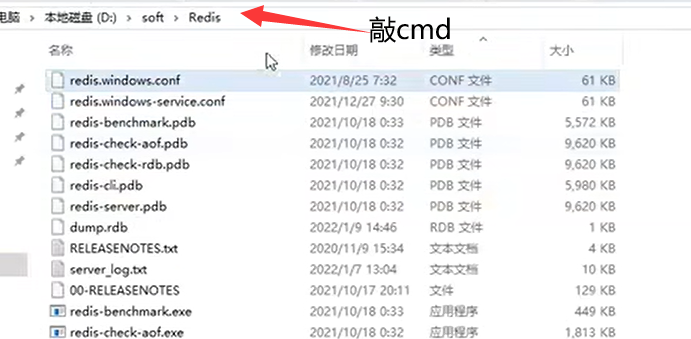 电脑 › 本地磁盘 (D:) › soft › Redis
敲cmd
名称 修改日期 类型 大小
redis.windows.conf 2021/8/25 7:32 CONF 文件 61 KB
redis.windows-service.conf 2021/12/27 9:30 CONF 文件 61 KB
redis-benchmark.pdb 2021/10/18 0:33 PDB 文件 5,572 KB
redis-check-aof.pdb 2021/10/18 0:32 PDB 文件 9,620 KB
redis-check-rdb.pdb 2021/10/18 0:32 PDB 文件 9,620 KB
redis-cli.pdb 2021/10/18 0:32 PDB 文件 5,980 KB
redis-server.pdb 2021/10/18 0:32 PDB 文件 9,620 KB
dump.rdb 2022/1/9 14:46 RDB 文件 1 KB
RELEASENOTES.txt 2020/11/9 15:34 文本文档 4 KB
server_log.txt 2022/1/7 13:04 文本文档 10 KB
00-RELEASENOTES 2021/10/17 20:11 文件 129 KB
redis-benchmark.exe 2021/10/18 0:33 应用程序 449 KB
redis-check-aof.exe 2021/10/18 0:32 应用程序 1,813 KB